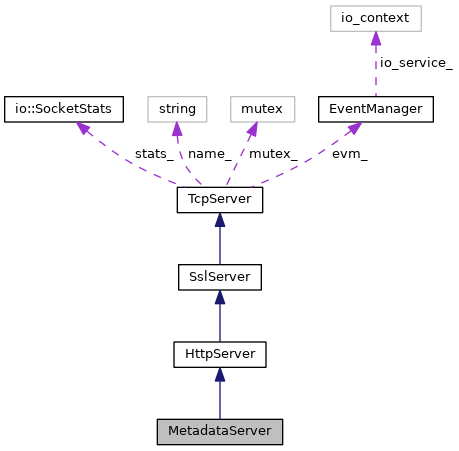 io_context
io_service_
io::SocketStats
string
mutex
EventManager
stats_
name_
mutex_
evm_
TcpServer
SslServer
HttpServer
MetadataServer